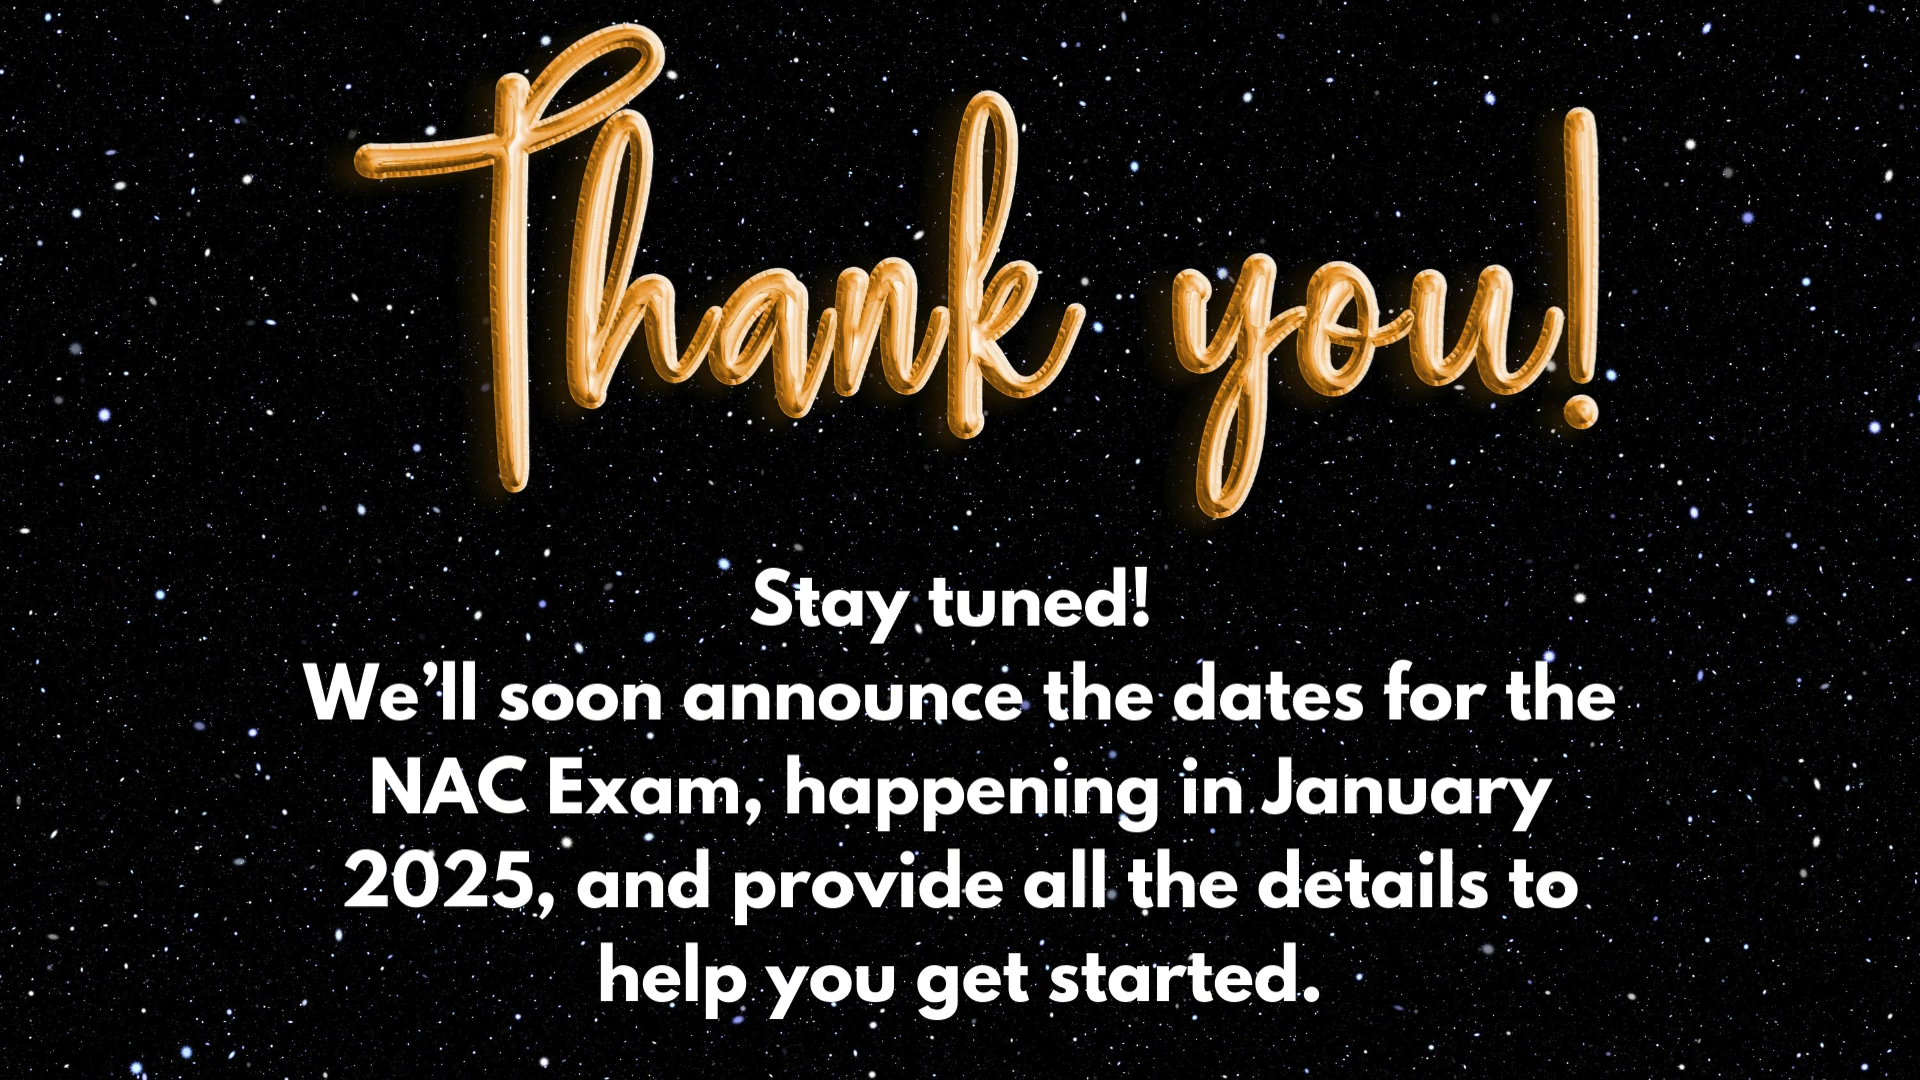 Thank you!
Stay tuned!
We’ll soon announce the dates for the
NAC Exam, happening in January
2025, and provide all the details to
help you get started.